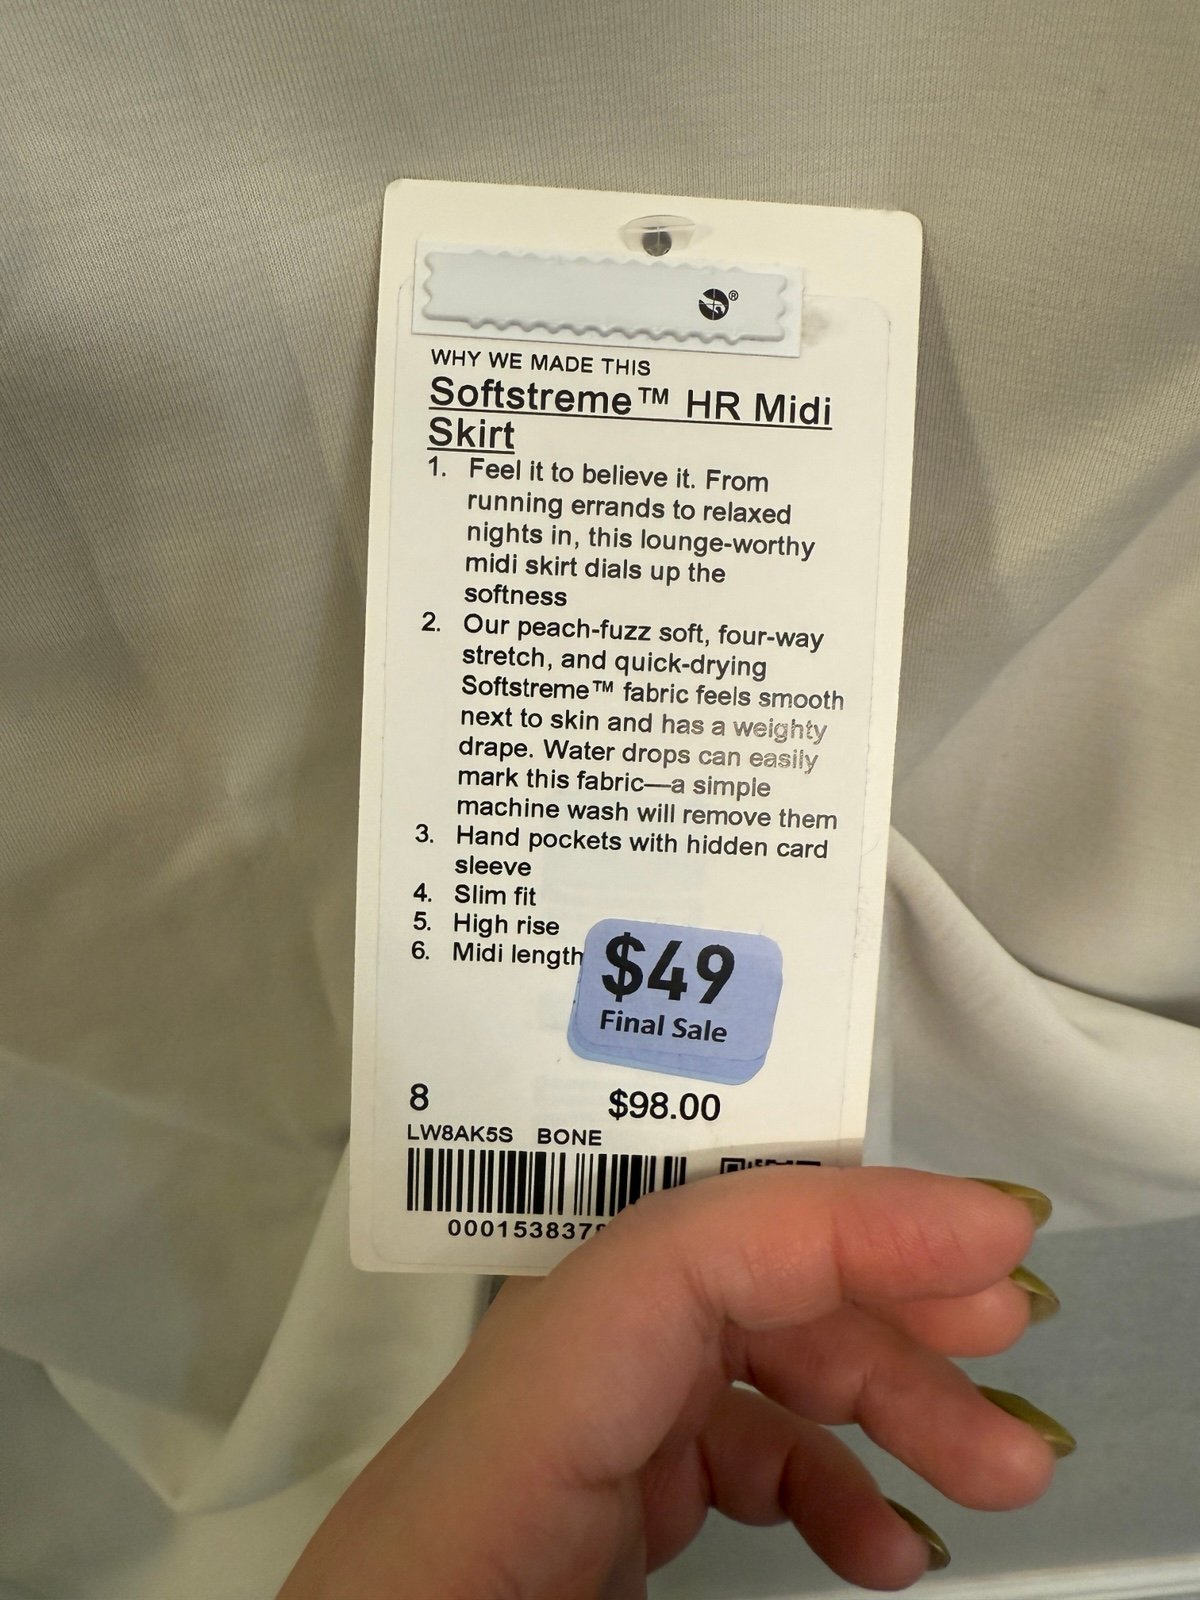 ®
WHY WE MADE THIS
Softstreme™ HR Midi
Skirt
1. Feel it to believe it. From
running errands to relaxed
nights in, this lounge-worthy
midi skirt dials up the
softness
2. Our peach-fuzz soft, four-way
stretch, and quick-drying
Softstreme™ fabric feels smooth
next to skin and has a weighty
drape. Water drops can easily
mark this fabric—a simple
machine wash will remove them
3. Hand pockets with hidden card
sleeve
4. Slim fit
5. High rise
6. Midi length
$49
Final Sale
8 $98.00
LW8AK5S BONE
000153837